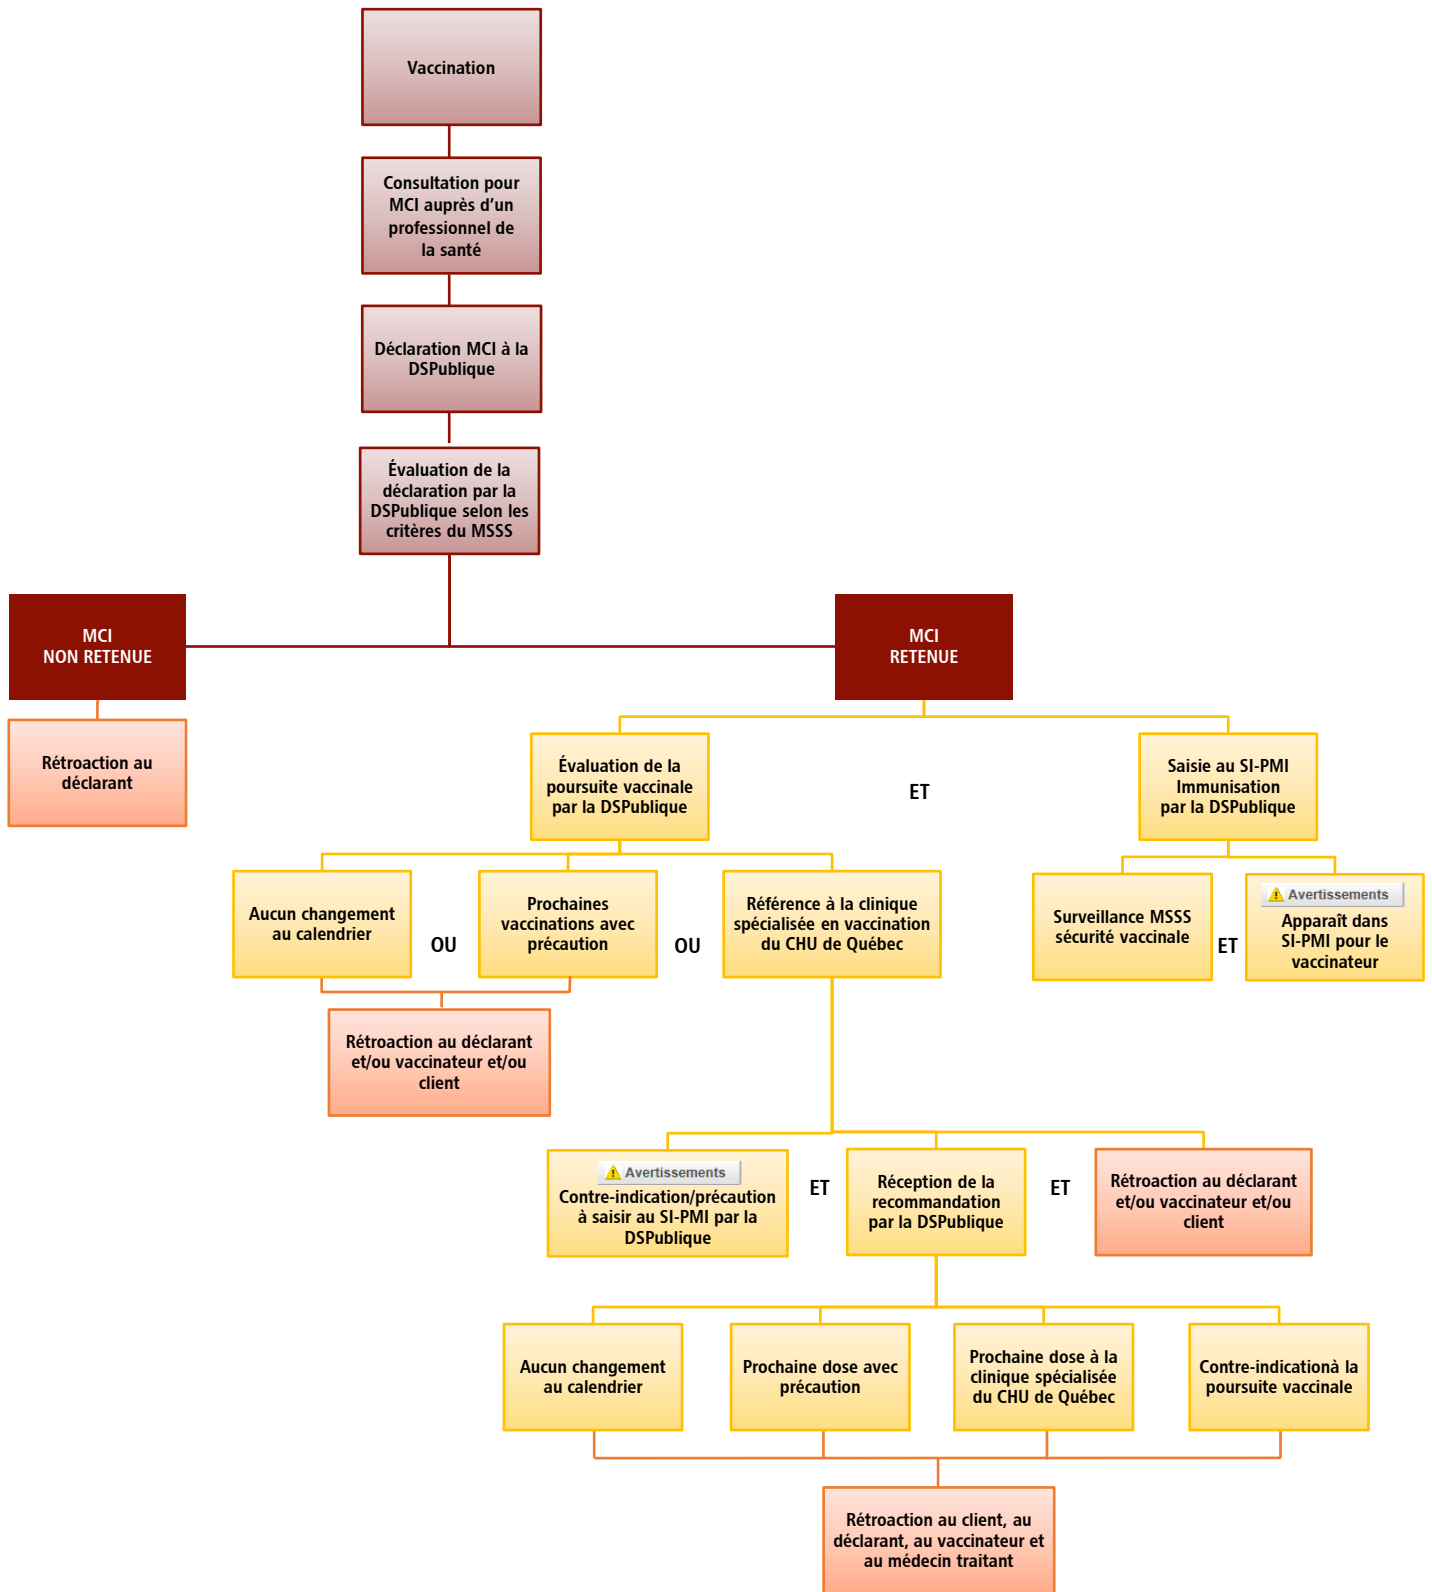 Vaccination
Consultation pour
MCI auprès d'un
professionnel de
la santé
Déclaration MCI à la
DSPublique
Évaluation de la
déclaration par la
DSPublique selon les
critères du MSSS
MCI
NON RETENUE
MCI
RETENUE
Rétroaction au
déclarant
Évaluation de la
poursuite vaccinale
par la DSPublique
ET
Saisie au SI-PMI
Immunisation
par la DSPublique
Aucun changement
au calendrier
OU
Prochaines
vaccinations avec
précaution
OU
Référence à la clinique
spécialisée en vaccination
du CHU de Québec
Surveillance MSSS
sécurité vaccinale
ET
Avertissements
Apparaît dans
SI-PMI pour le
vaccinateur
Rétroaction au déclarant
et/ou vaccinateur et/ou
client
Avertissements
Contre-indication/précaution
à saisir au SI-PMI par la
DSPublique
ET
Réception de la
recommandation
par la DSPublique
ET
Rétroaction au déclarant
et/ou vaccinateur et/ou
client
Aucun changement
au calendrier
Prochaine dose avec
précaution
Prochaine dose à la
clinique spécialisée
du CHU de Québec
Contre-indicationà la
poursuite vaccinale
Rétroaction au client, au
déclarant, au vaccinateur et
au médecin traitant